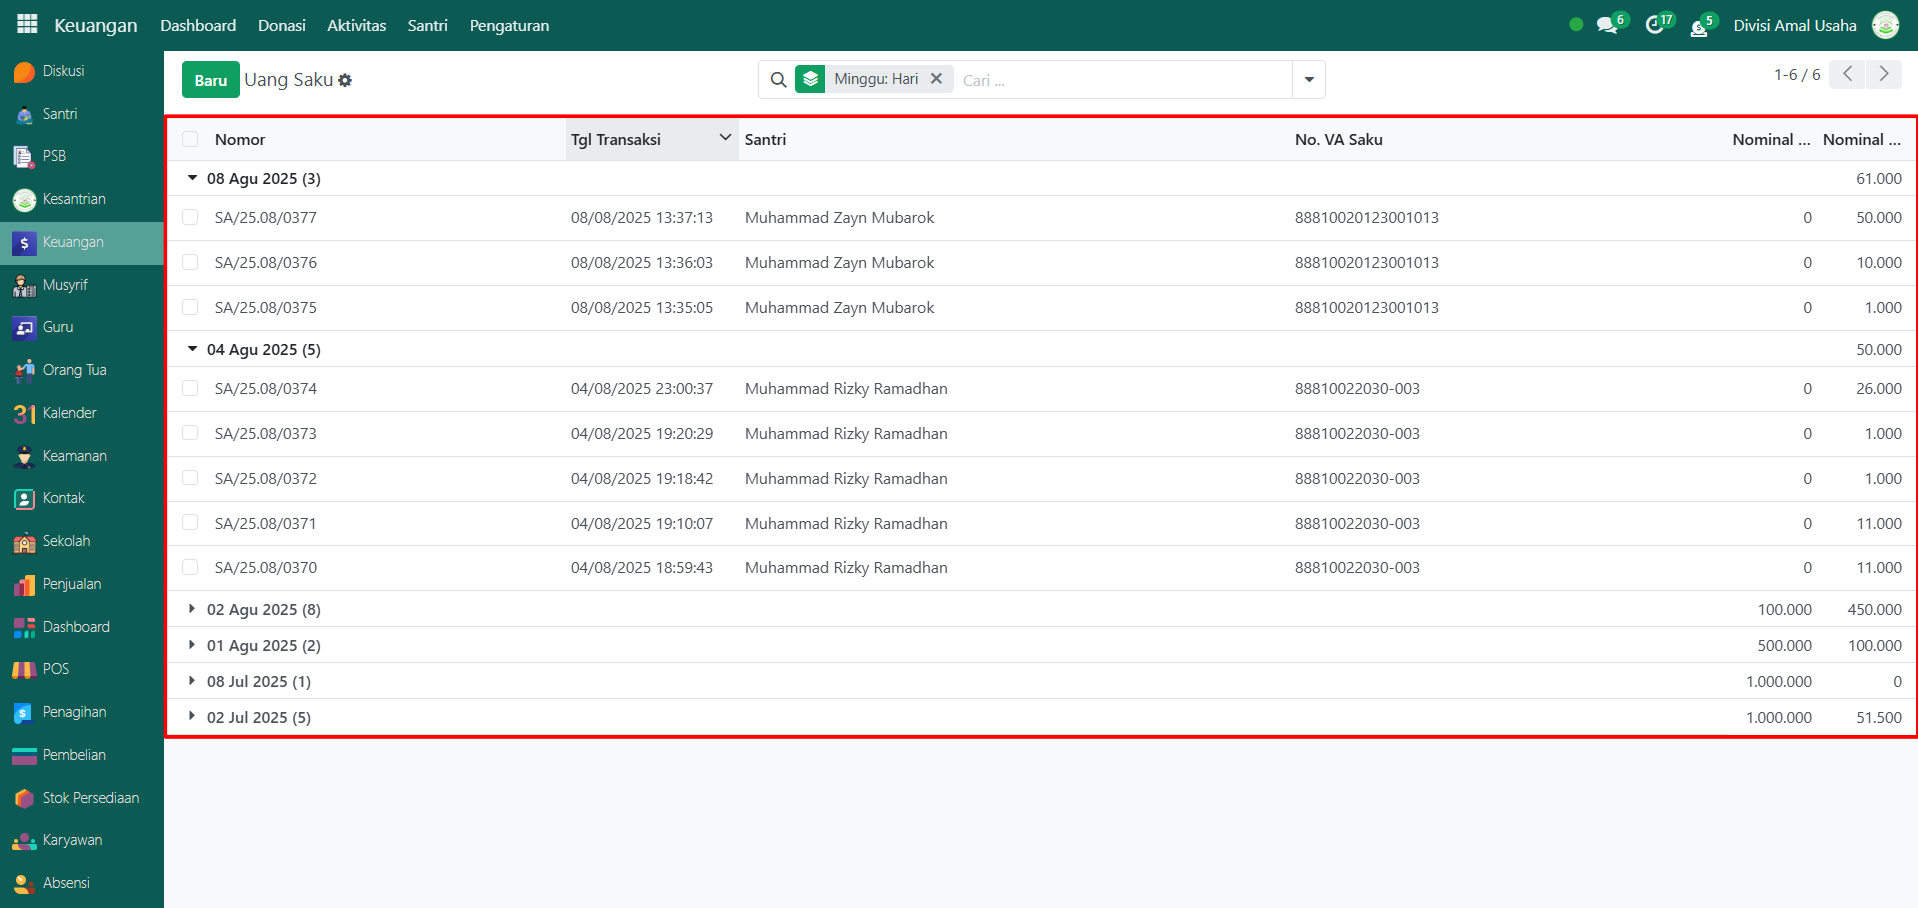 Keuangan Dashboard Donasi Aktivitas Santri Pengaturan 6 17 5 Divisi Amal Usaha
Diskusi
Santri
PSB
Kesantrian
Keuangan
Musyrif
Guru
Orang Tua
31 Kalender
Keamanan
Kontak
Sekolah
Penjualan
Dashboard
POS
Penagihan
Pembelian
Stok Persediaan
Karyawan
Absensi
Baru Uang Saku Minggu: Hari Cari ... 1-6 / 6
Nomor Tgl Transaksi Santri No. VA Saku Nominal ... Nominal ...
08 Agu 2025 (3) 61.000
SA/25.08/0377 08/08/2025 13:37:13 Muhammad Zayn Mubarok 88810020123001013 0 50.000
SA/25.08/0376 08/08/2025 13:36:03 Muhammad Zayn Mubarok 88810020123001013 0 10.000
SA/25.08/0375 08/08/2025 13:35:05 Muhammad Zayn Mubarok 88810020123001013 0 1.000
04 Agu 2025 (5) 50.000
SA/25.08/0374 04/08/2025 23:00:37 Muhammad Rizky Ramadhan 88810022030-003 0 26.000
SA/25.08/0373 04/08/2025 19:20:29 Muhammad Rizky Ramadhan 88810022030-003 0 1.000
SA/25.08/0372 04/08/2025 19:18:42 Muhammad Rizky Ramadhan 88810022030-003 0 1.000
SA/25.08/0371 04/08/2025 19:10:07 Muhammad Rizky Ramadhan 88810022030-003 0 11.000
SA/25.08/0370 04/08/2025 18:59:43 Muhammad Rizky Ramadhan 88810022030-003 0 11.000
02 Agu 2025 (8) 100.000 450.000
01 Agu 2025 (2) 500.000 100.000
08 Jul 2025 (1) 1.000.000 0
02 Jul 2025 (5) 1.000.000 51.500